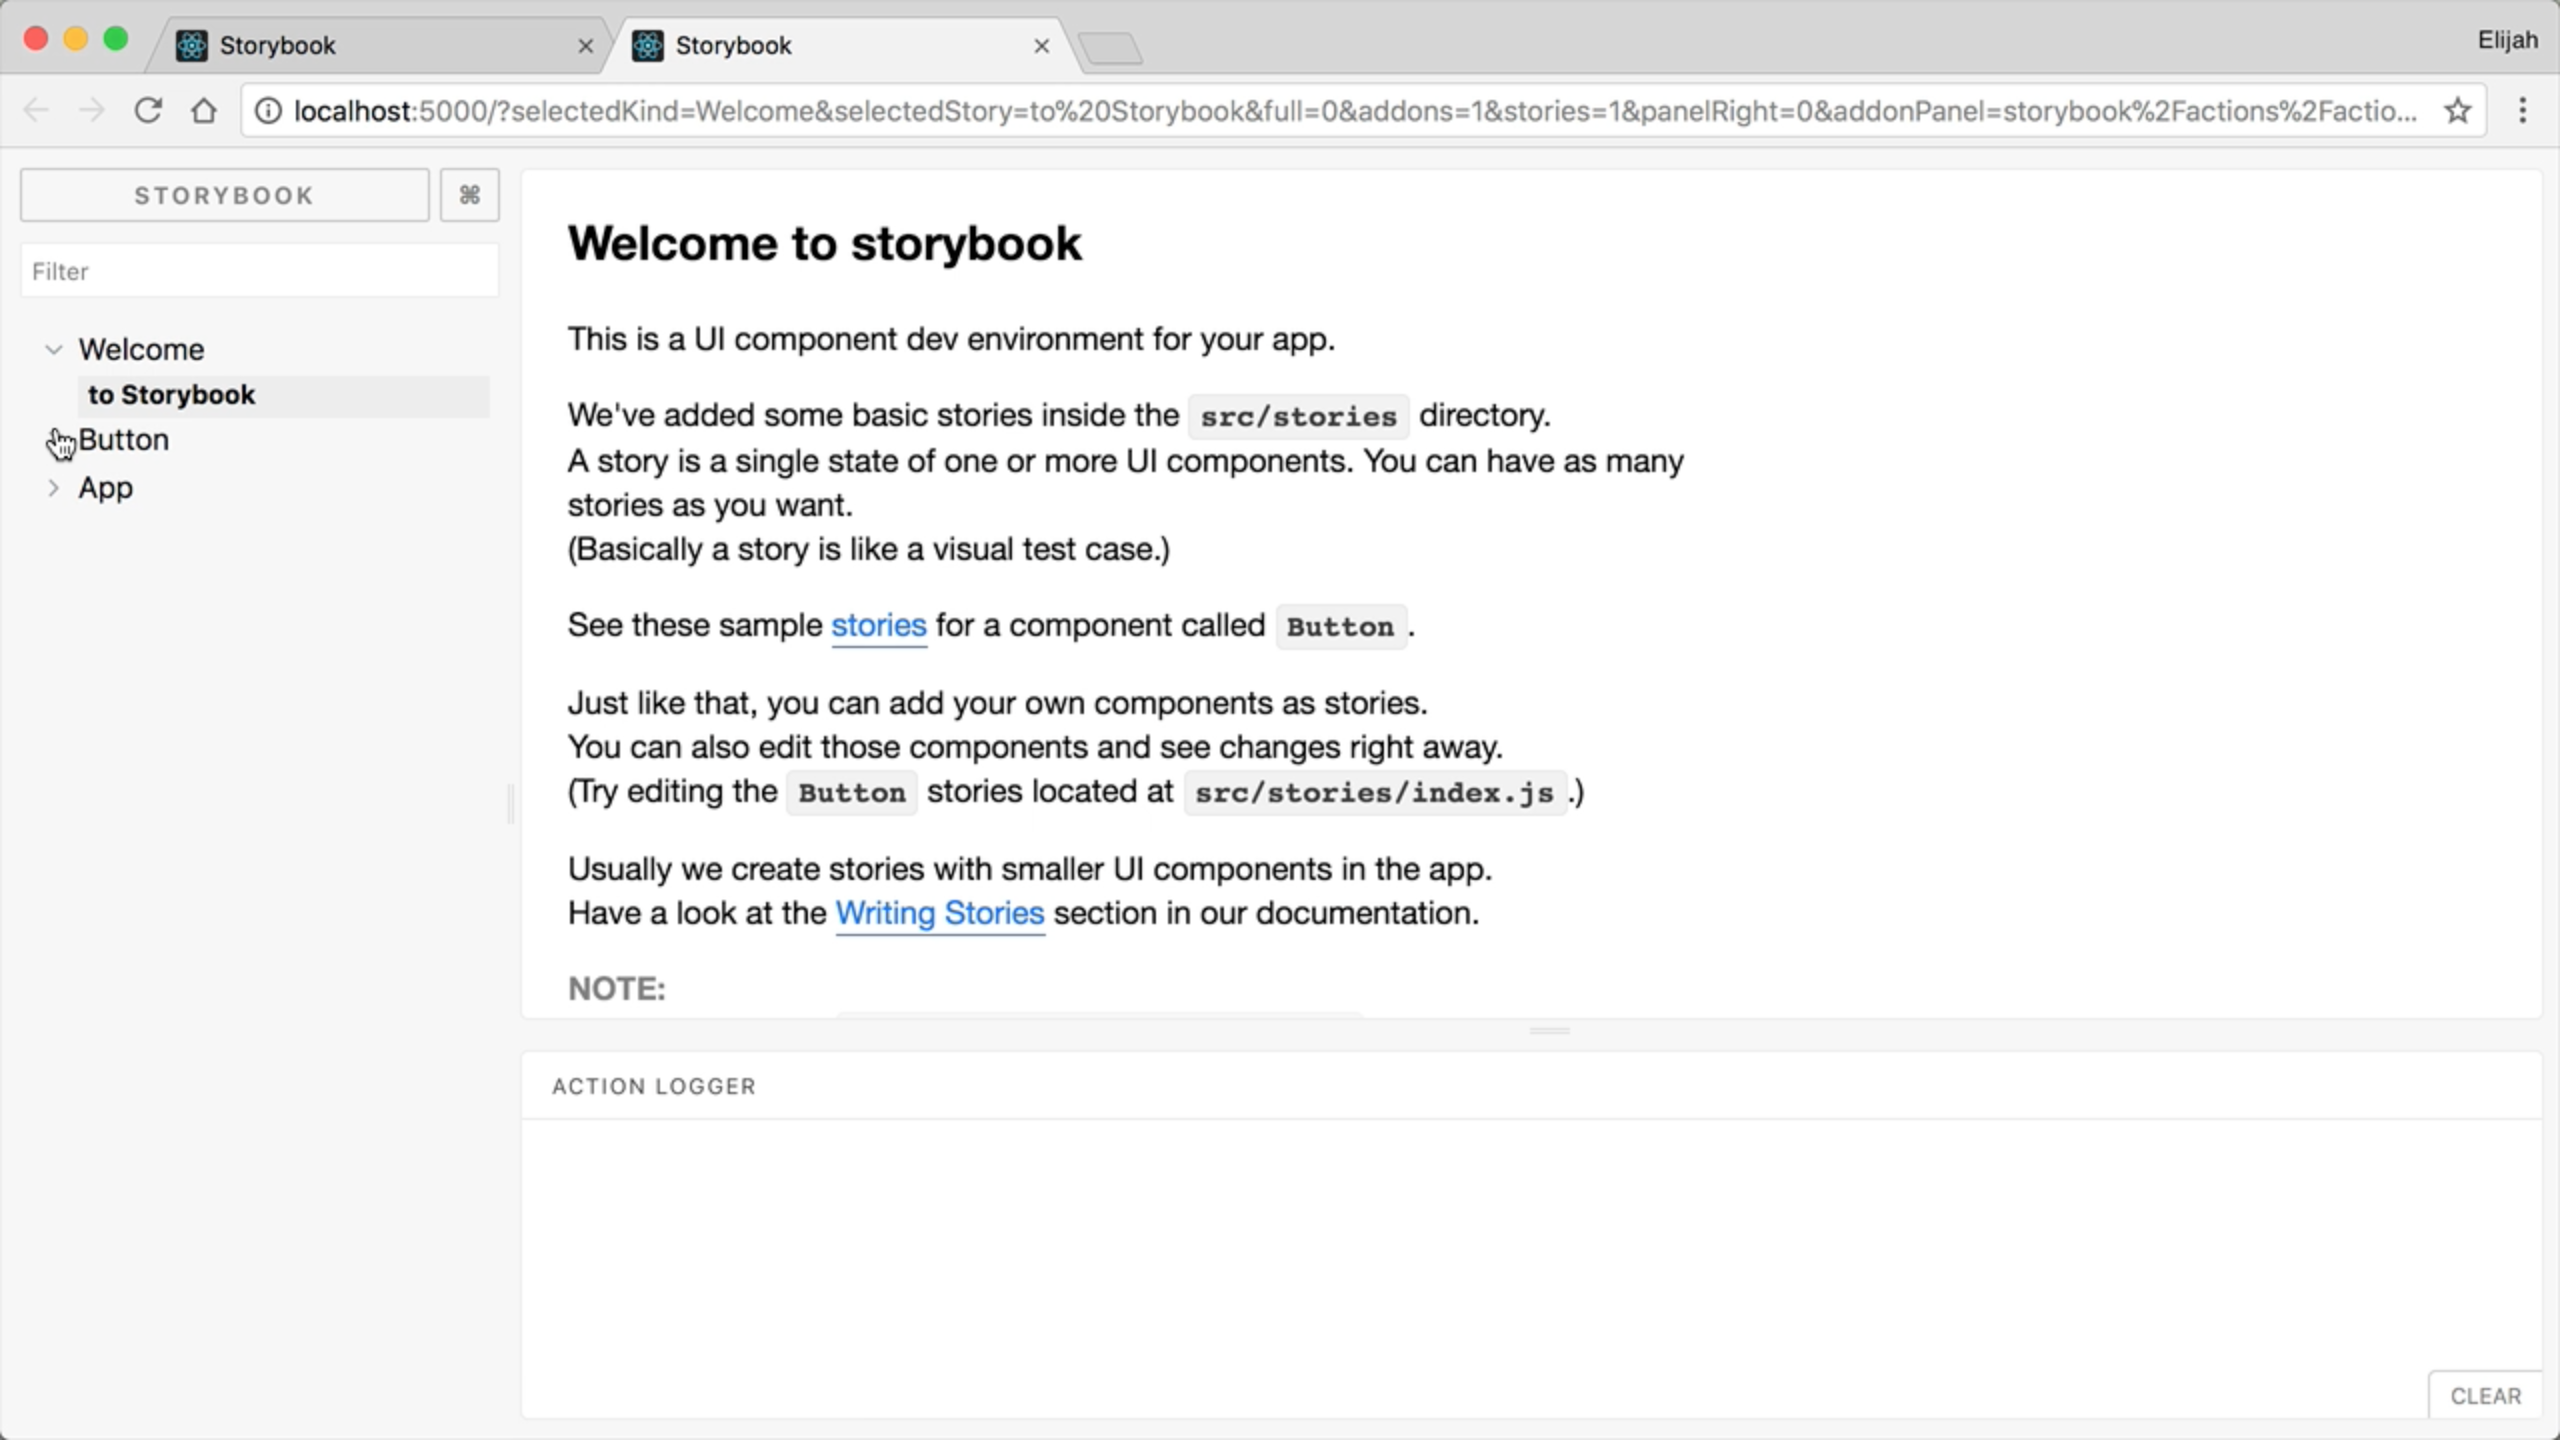 Storybook
Storybook
Elijah
localhost:5000/?selectedKind=Welcome&selectedStory=to%20Storybook&full=0&addons=1&stories=1&panelRight=0&addonPanel=storybook%2Factions%2Factio...
STORYBOOK ⌘
Filter
Welcome
to Storybook
Button
App
Welcome to storybook
This is a UI component dev environment for your app.
We've added some basic stories inside the src/stories directory.
A story is a single state of one or more UI components. You can have as many
stories as you want.
(Basically a story is like a visual test case.)
See these sample stories for a component called Button .
Just like that, you can add your own components as stories.
You can also edit those components and see changes right away.
(Try editing the Button stories located at src/stories/index.js .)
Usually we create stories with smaller UI components in the app.
Have a look at the Writing Stories section in our documentation.
NOTE:
ACTION LOGGER
CLEAR